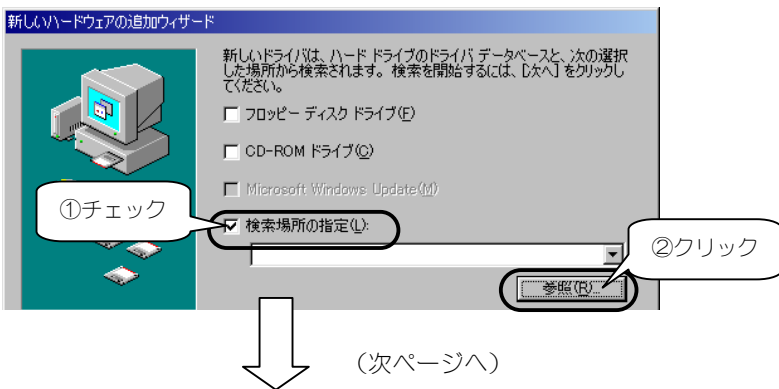 新しいハードウェアの追加ウィザード
新しいドライバは、ハード ドライブのドライバ データベースと、次の選択
した場所から検索されます。検索を開始するには、[次へ] をクリックし
てください。
フロッピー ディスク ドライブ(F)
CD-ROM ドライブ(C)
Microsoft Windows Update(M)
①チェック
検索場所の指定(L):
②クリック
参照(R)...
（次ページへ）